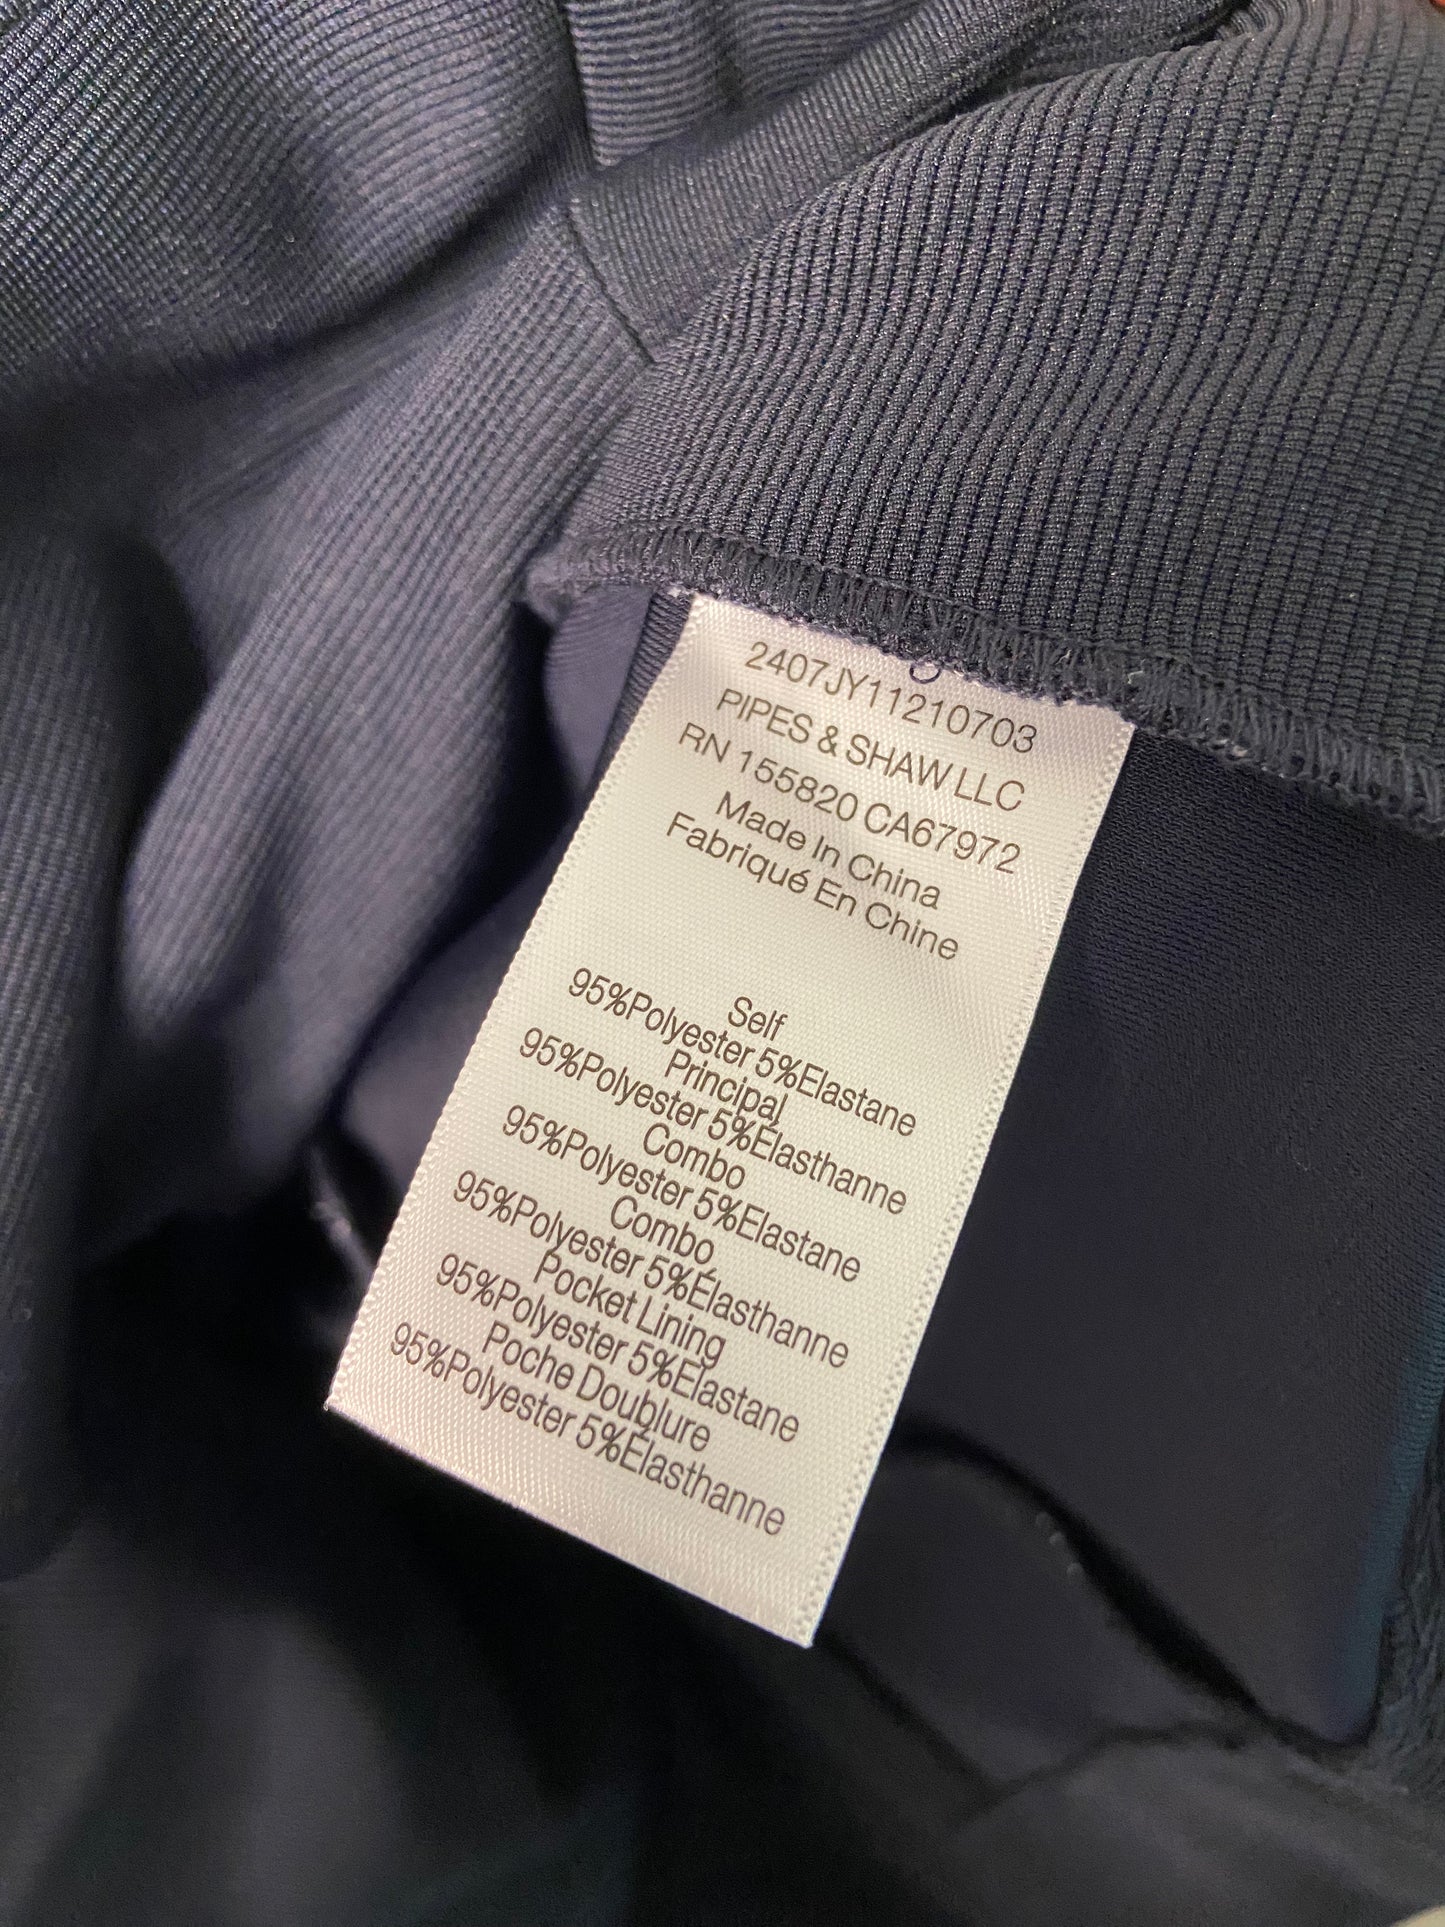 2407JY11210703
PIPES & SHAW LLC
RN 155820 CA67972
Made In China
Fabriqué En Chine
Self
95%Polyester 5%Elastane
Principal
95%Polyester 5%Élasthanne
Combo
95%Polyester 5%Elastane
Combo
95%Polyester 5%Élasthanne
Pocket Lining
95%Polyester 5%Elastane
Poche Doublure
95%Polyester 5%Élasthanne